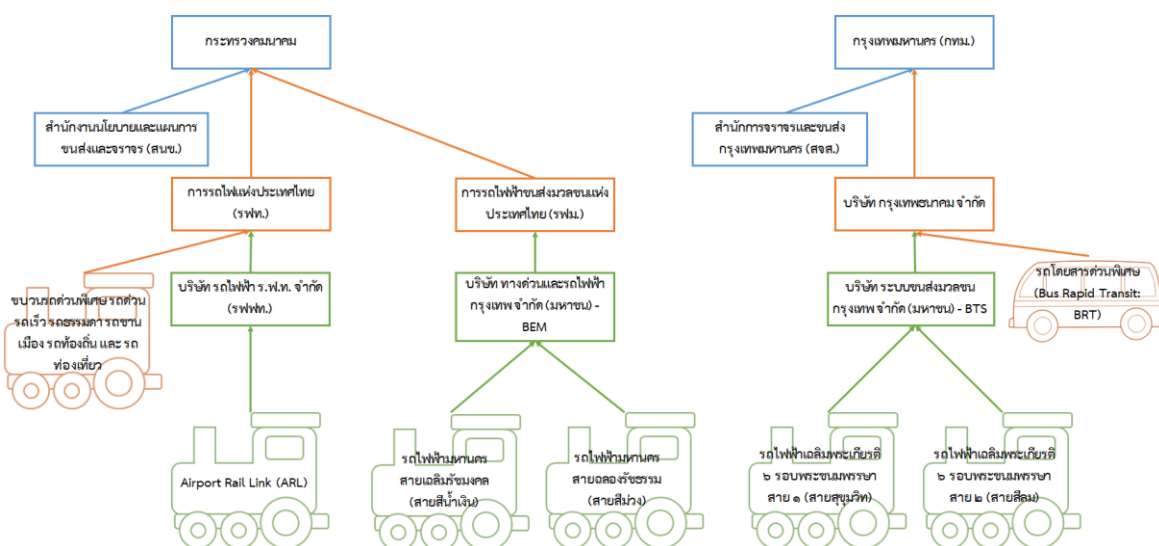 กระทรวงคมนาคม
กรุงเทพมหานคร (กทม.)
สำนักงานนโยบายและแผนการ
ขนส่งและจราจร (สนข.)
สำนักการจราจรและขนส่ง
กรุงเทพมหานคร (สจส.)
การรถไฟแห่งประเทศไทย
(รฟท.)
การรถไฟฟ้าขนส่งมวลชนแห่ง
ประเทศไทย (รฟม.)
บริษัท กรุงเทพธนาคม จำกัด
ขบวนรถด่วนพิเศษ รถด่วน
รถเร็ว รถธรรมดา รถชาน
เมือง รถท้องถิ่น และ รถ
ท่องเที่ยว
บริษัท รถไฟฟ้า ร.ฟ.ท. จำกัด
(รฟฟท.)
บริษัท ทางด่วนและรถไฟฟ้า
กรุงเทพ จำกัด (มหาชน) -
BEM
บริษัท ระบบขนส่งมวลชน
กรุงเทพ จำกัด (มหาชน) - BTS
รถโดยสารด่วนพิเศษ
(Bus Rapid Transit:
BRT)
Airport Rail Link (ARL)
รถไฟฟ้ามหานคร
สายเฉลิมรัชมงคล
(สายสีน้ำเงิน)
รถไฟฟ้ามหานคร
สายฉลองรัชธรรม
(สายสีม่วง)
รถไฟฟ้าเฉลิมพระเกียรติ
๖ รอบพระชนมพรรษา
สาย ๑ (สายสุขุมวิท)
รถไฟฟ้าเฉลิมพระเกียรติ
๖ รอบพระชนมพรรษา
สาย ๒ (สายสีลม)